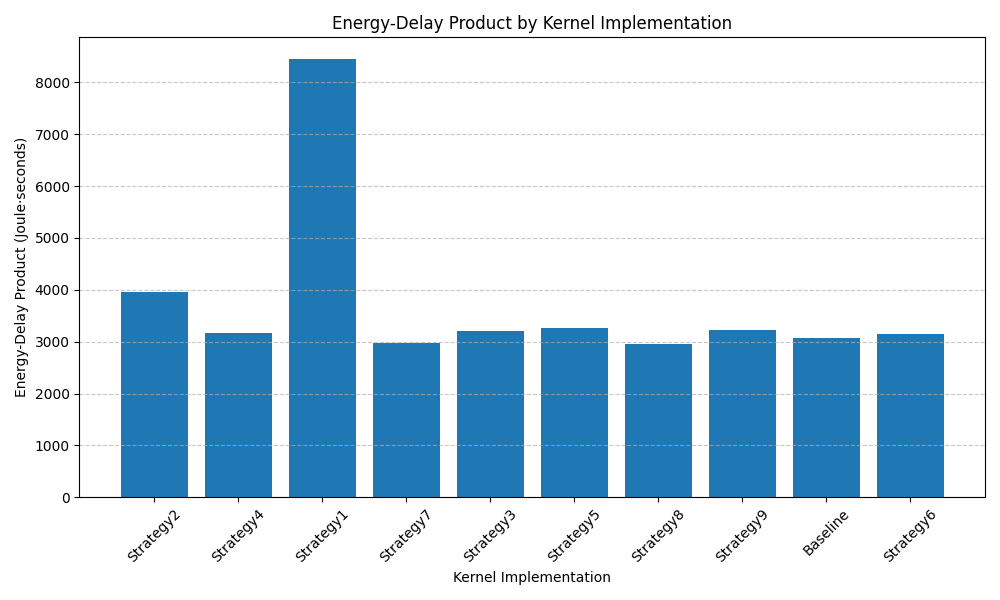 Energy-Delay Product by Kernel Implementation
Energy-Delay Product (Joule·seconds)
8000
7000
6000
5000
4000
3000
2000
1000
0
Strategy2
Strategy4
Strategy1
Strategy7
Strategy3
Strategy5
Strategy8
Strategy9
Baseline
Strategy6
Kernel Implementation